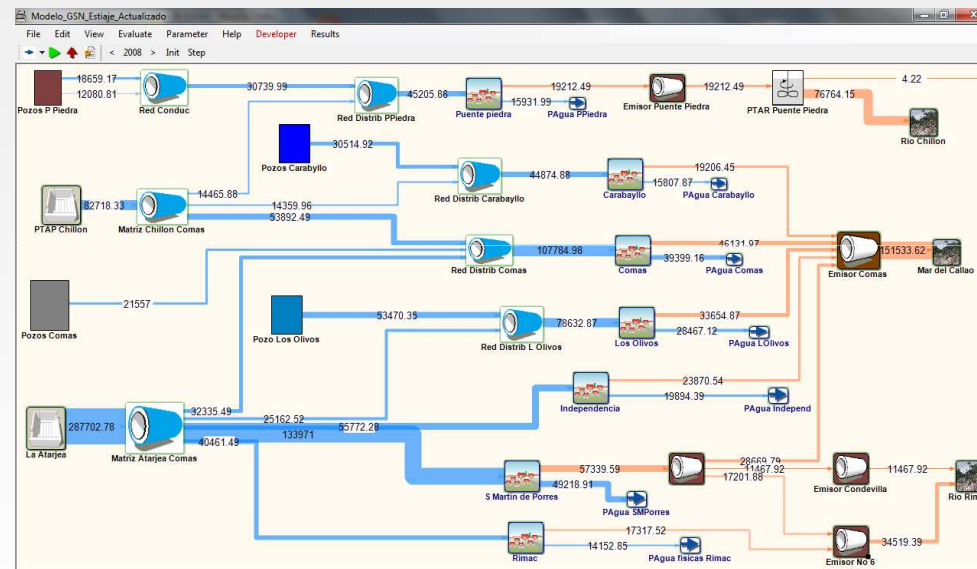 Modelo_GSN_Estiaje_Actualizado
File Edit View Evaluate Parameter Help Developer Results
< 2008 > Init Step
18659.17
12080.81
Pozos P Piedra
Red Conduc
30739.99
Red Distrib PPiedra
45205.86
Puente piedra
19212.49
15931.99
PAgua PPiedra
Emisor Puente Piedra
19212.49
PTAR Puente Piedra
4.22
76764.15
Rio Chillon
Pozos Carabyllo
30514.92
PTAP Chillon
82718.33
Matriz Chillon Comas
14465.88
14359.96
53892.49
Red Distrib Carabayllo
44874.88
Carabayllo
19206.45
15807.87
PAgua Carabayllo
Red Distrib Comas
107784.98
Comas
46131.97
39399.16
PAgua Comas
Emisor Comas
151533.62
Mar del Callao
Pozos Comas
21557
Pozo Los Olivos
53470.35
Red Distrib L Olivos
78632.87
Los Olivos
33654.87
28467.12
PAgua LOlivos
Independencia
23870.54
19894.39
PAgua Independ
La Atarjea
287702.78
Matriz Atarjea Comas
32335.49
25162.52
55772.28
133971
40461.49
S Martin de Porres
57339.59
49218.91
PAgua SMPorres
28669.79
11467.92
17201.88
Emisor Condevilla
11467.92
Rimac
17317.52
14152.85
PAgua fisicas Rimac
Emisor No 6
34519.39